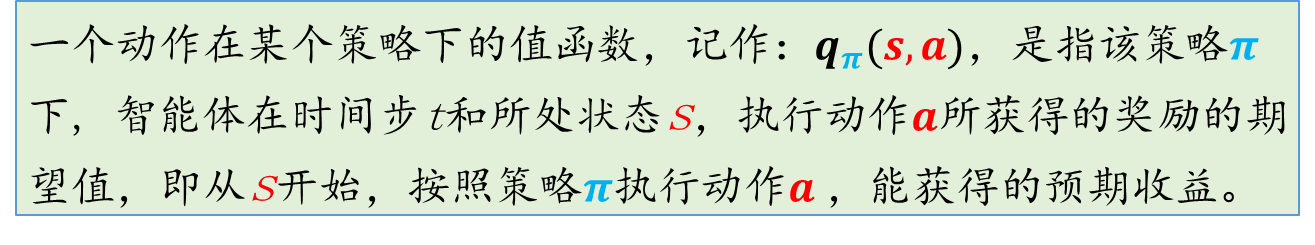 一个动作在某个策略下的值函数，记作：qπ(s,a)，是指该策略π
下，智能体在时间步t和所处状态S，执行动作a所获得的奖励的期
望值，即从S开始，按照策略π执行动作a，能获得的预期收益。